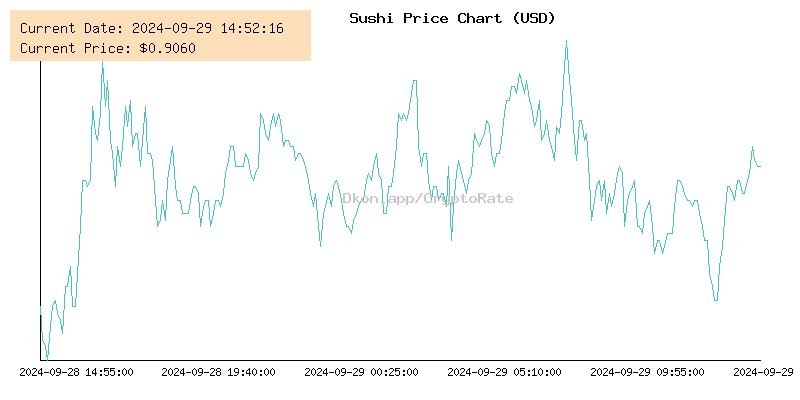 Sushi Price Chart (USD)
Current Date: 2024-09-29 14:52:16
Current Price: $0.9060
Dkon.app/CryptoRate
2024-09-28 14:55:00 2024-09-28 19:40:00 2024-09-29 00:25:00 2024-09-29 05:10:00 2024-09-29 09:55:00 2024-09-29